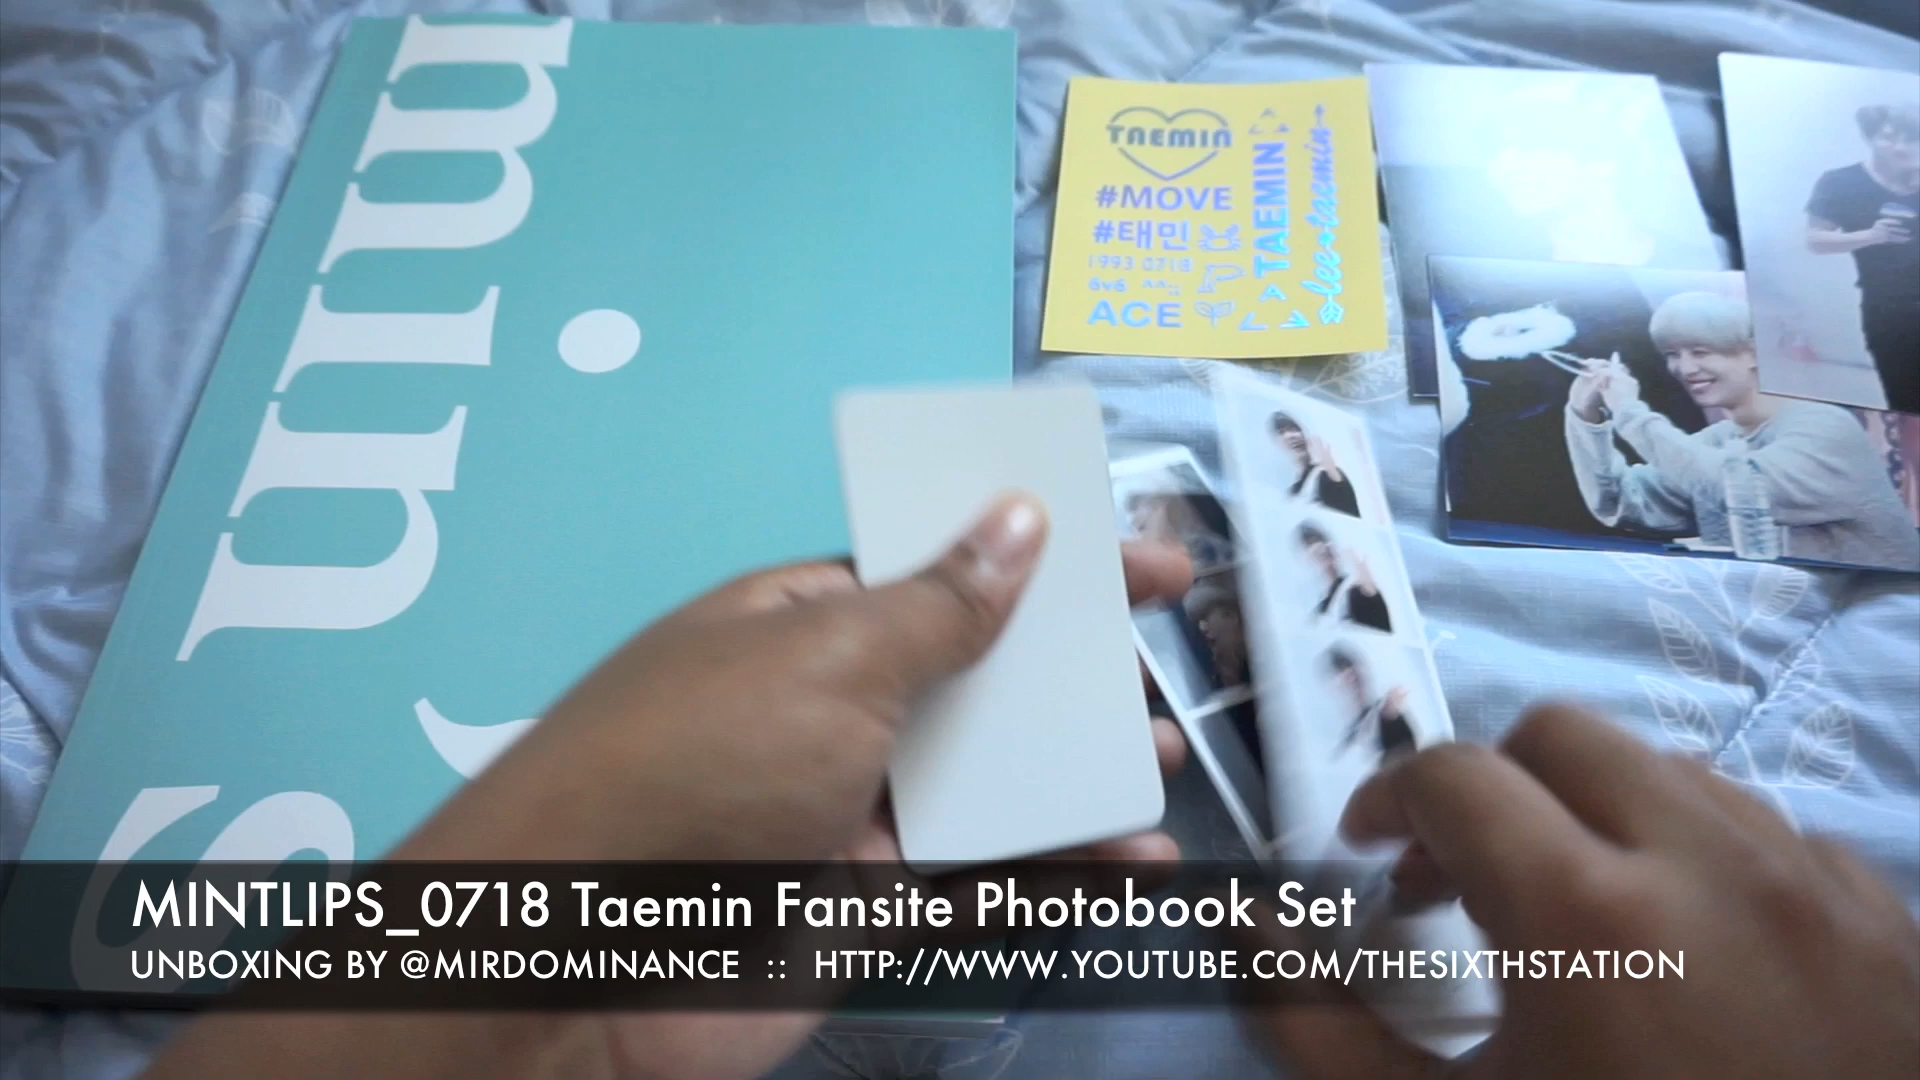 TAEMIN
#MOVE
#태민
1993 0718
6v6 ^^;;
ACE
TAEMIN
lee taemin
MINTLIPS_0718 Taemin Fansite Photobook Set
UNBOXING BY @MIRDOMINANCE :: HTTP://WWW.YOUTUBE.COM/THESIXTHSTATION